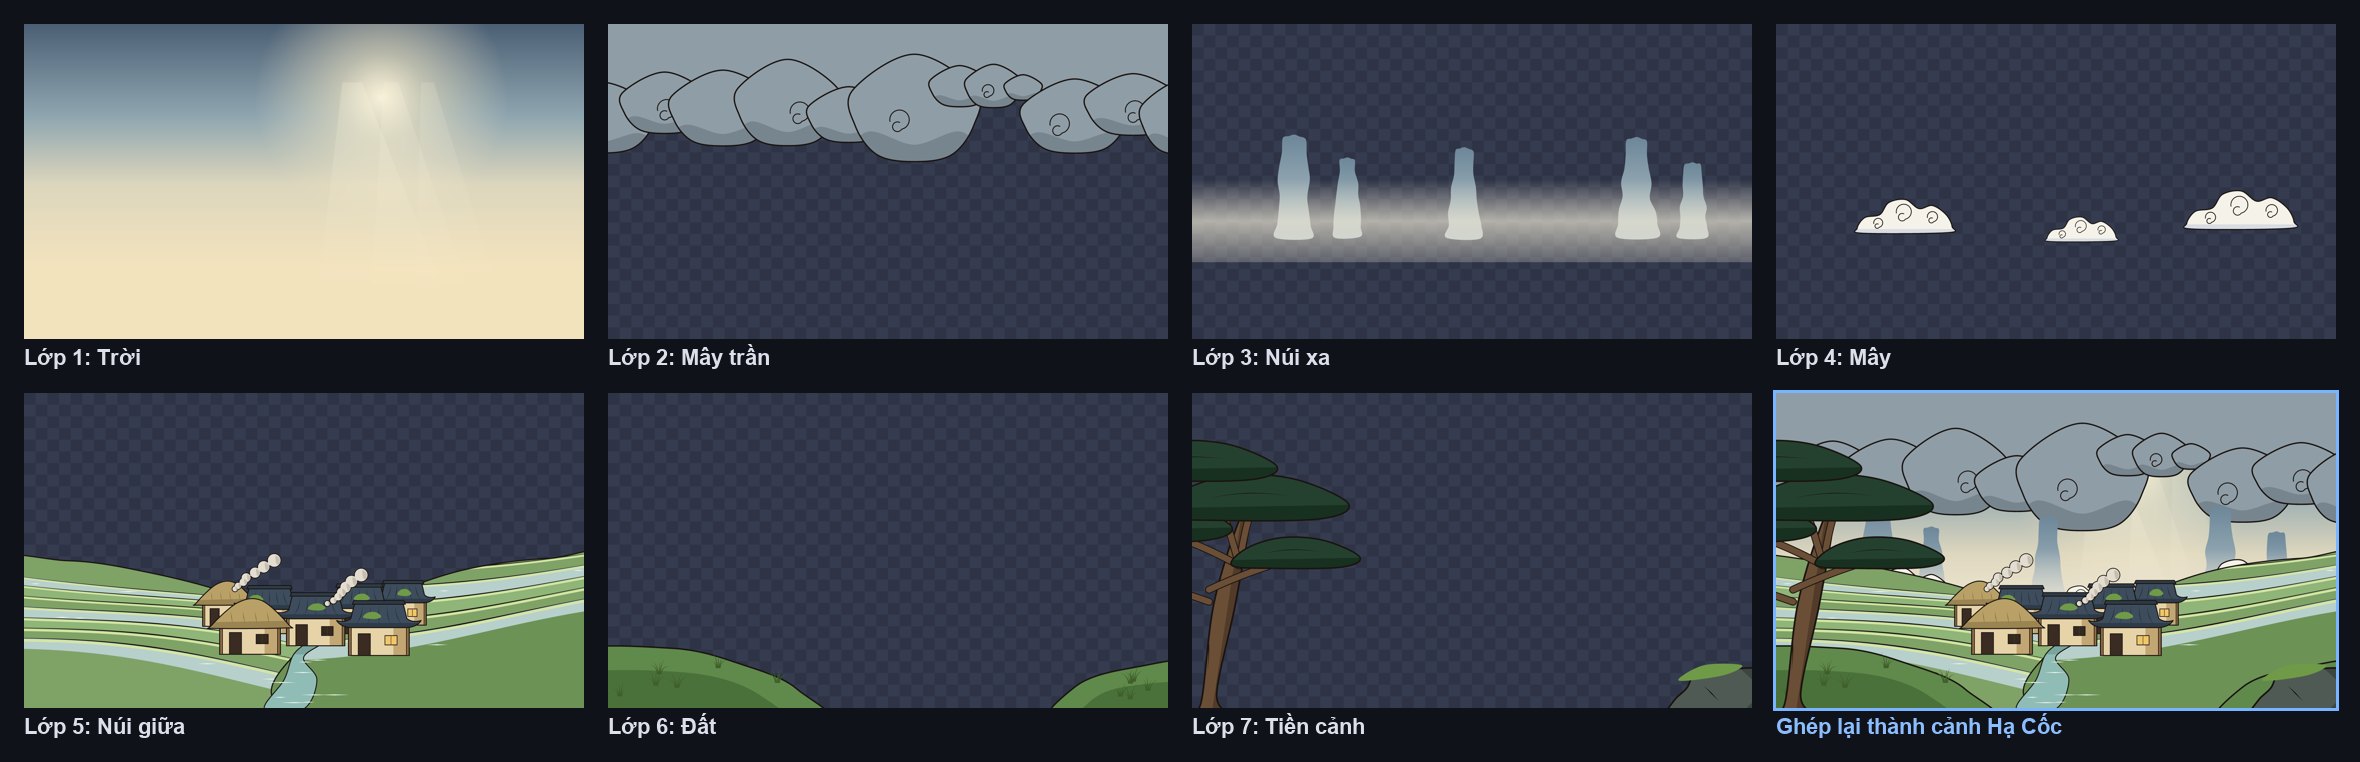 Lớp 1: Trời
Lớp 2: Mây trần
Lớp 3: Núi xa
Lớp 4: Mây
Lớp 5: Núi giữa
Lớp 6: Đất
Lớp 7: Tiền cảnh
Ghép lại thành cảnh Hạ Cốc